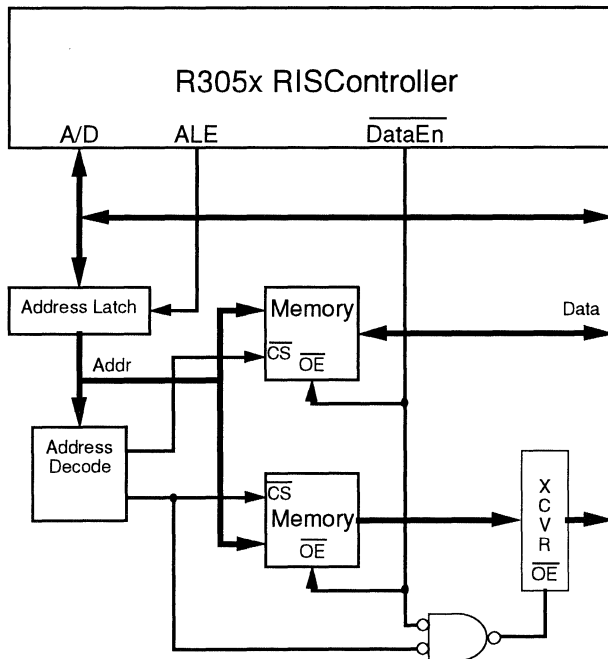 R305x RISController
A/D
ALE
DataEn
Address Latch
Memory
Data
CS
OE
Addr
Address
Decode
CS
Memory
OE
X
C
V
R
OE